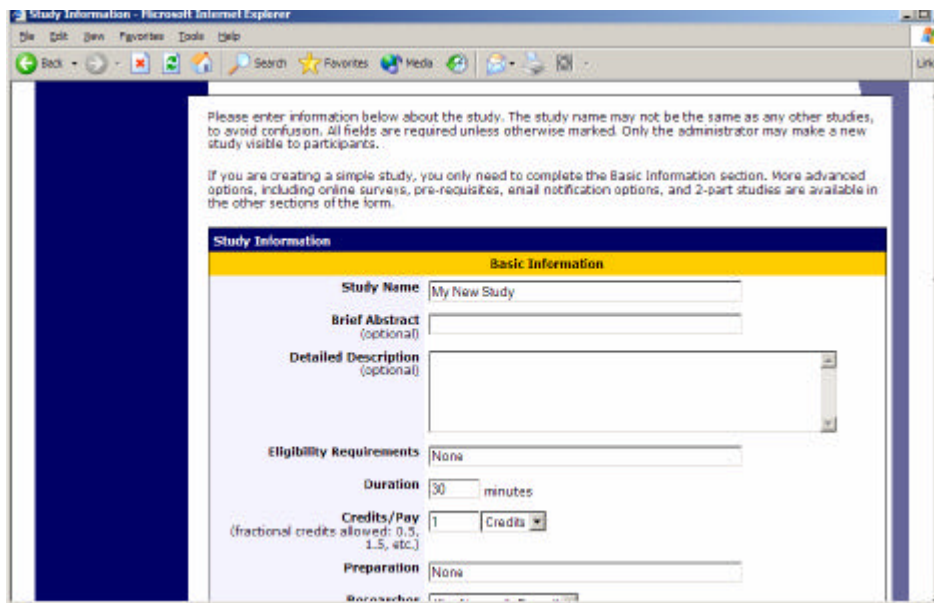 Study Information - Microsoft Internet Explorer
File Edit View Favorites Tools Help
Back Search Favorites Media Link
Please enter information below about the study. The study name may not be the same as any other studies,
to avoid confusion. All fields are required unless otherwise marked. Only the administrator may make a new
study visible to participants.
If you are creating a simple study, you only need to complete the Basic Information section. More advanced
options, including online surveys, pre-requisites, email notification options, and 2-part studies are available in
the other sections of the form.
Study Information
Basic Information
Study Name My New Study
Brief Abstract
(optional)
Detailed Description
(optional)
Eligibility Requirements None
Duration 30 minutes
Credits/Pay 1 Credits
(fractional credits allowed: 0.5,
1.5, etc.)
Preparation None
Researcher